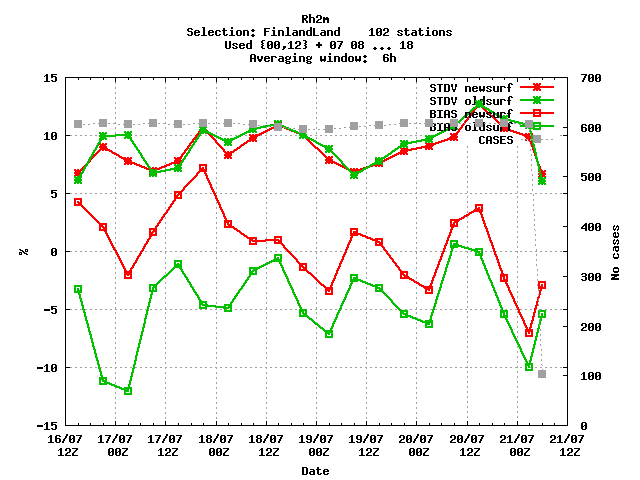 Rh2m
Selection: FinlandLand    102 stations
Used {00,12} + 07 08 ... 18
Averaging window:  6h
STDV newsurf
STDV oldsurf
BIAS newsurf
BIAS oldsurf
CASES
15
10
5
0
-5
-10
-15
%
700
600
500
400
300
200
100
0
No cases
16/07 17/07 17/07 18/07 18/07 19/07 19/07 20/07 20/07 21/07 21/07
12Z 00Z 12Z 00Z 12Z 00Z 12Z 00Z 12Z 00Z 12Z
Date